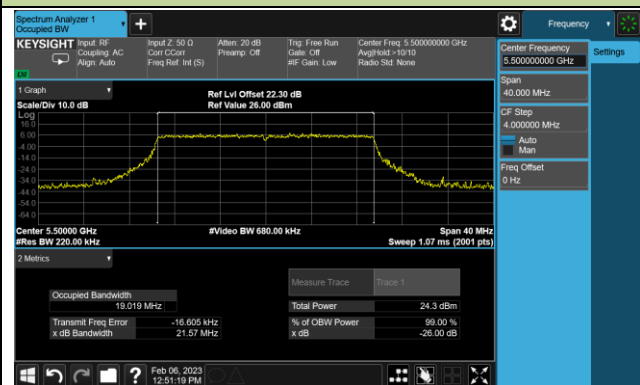 Spectrum Analyzer 1
Occupied BW
+
Frequency
KEYSIGHT
Input: RF
Coupling: AC
Align: Auto
Input Z: 50 Ω
Corr CCorr
Freq Ref: Int (S)
Atten: 20 dB
Preamp: Off
Trig: Free Run
Gate: Off
#IF Gain: Low
Center Freq: 5.500000000 GHz
Avg|Hold:>10/10
Radio Std: None
Center Frequency
5.500000000 GHz
Settings
Span
40.000 MHz
CF Step
4.000000 MHz
Auto
Man
Freq Offset
0 Hz
1 Graph
Scale/Div 10.0 dB
Ref Lvl Offset 22.30 dB
Ref Value 26.00 dBm
Log
16.0
6.00
-4.00
-14.0
-24.0
-34.0
-44.0
-54.0
-64.0
Center 5.50000 GHz
#Res BW 220.00 kHz
#Video BW 680.00 kHz
Span 40 MHz
Sweep 1.07 ms (2001 pts)
2 Metrics
Measure Trace
Trace 1
Occupied Bandwidth
19.019 MHz
Total Power
24.3 dBm
Transmit Freq Error
-16.605 kHz
% of OBW Power
99.00 %
x dB Bandwidth
21.57 MHz
x dB
-26.00 dB
?
Feb 06, 2023
12:51:19 PM